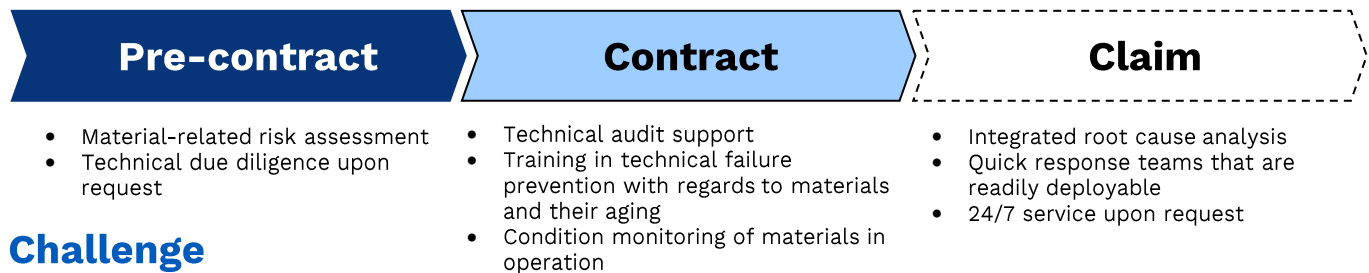 Pre-contract
Contract
Claim
• Material-related risk assessment
• Technical due diligence upon
request
• Technical audit support
• Training in technical failure
prevention with regards to materials
and their aging
• Condition monitoring of materials in
operation
• Integrated root cause analysis
• Quick response teams that are
readily deployable
• 24/7 service upon request
Challenge